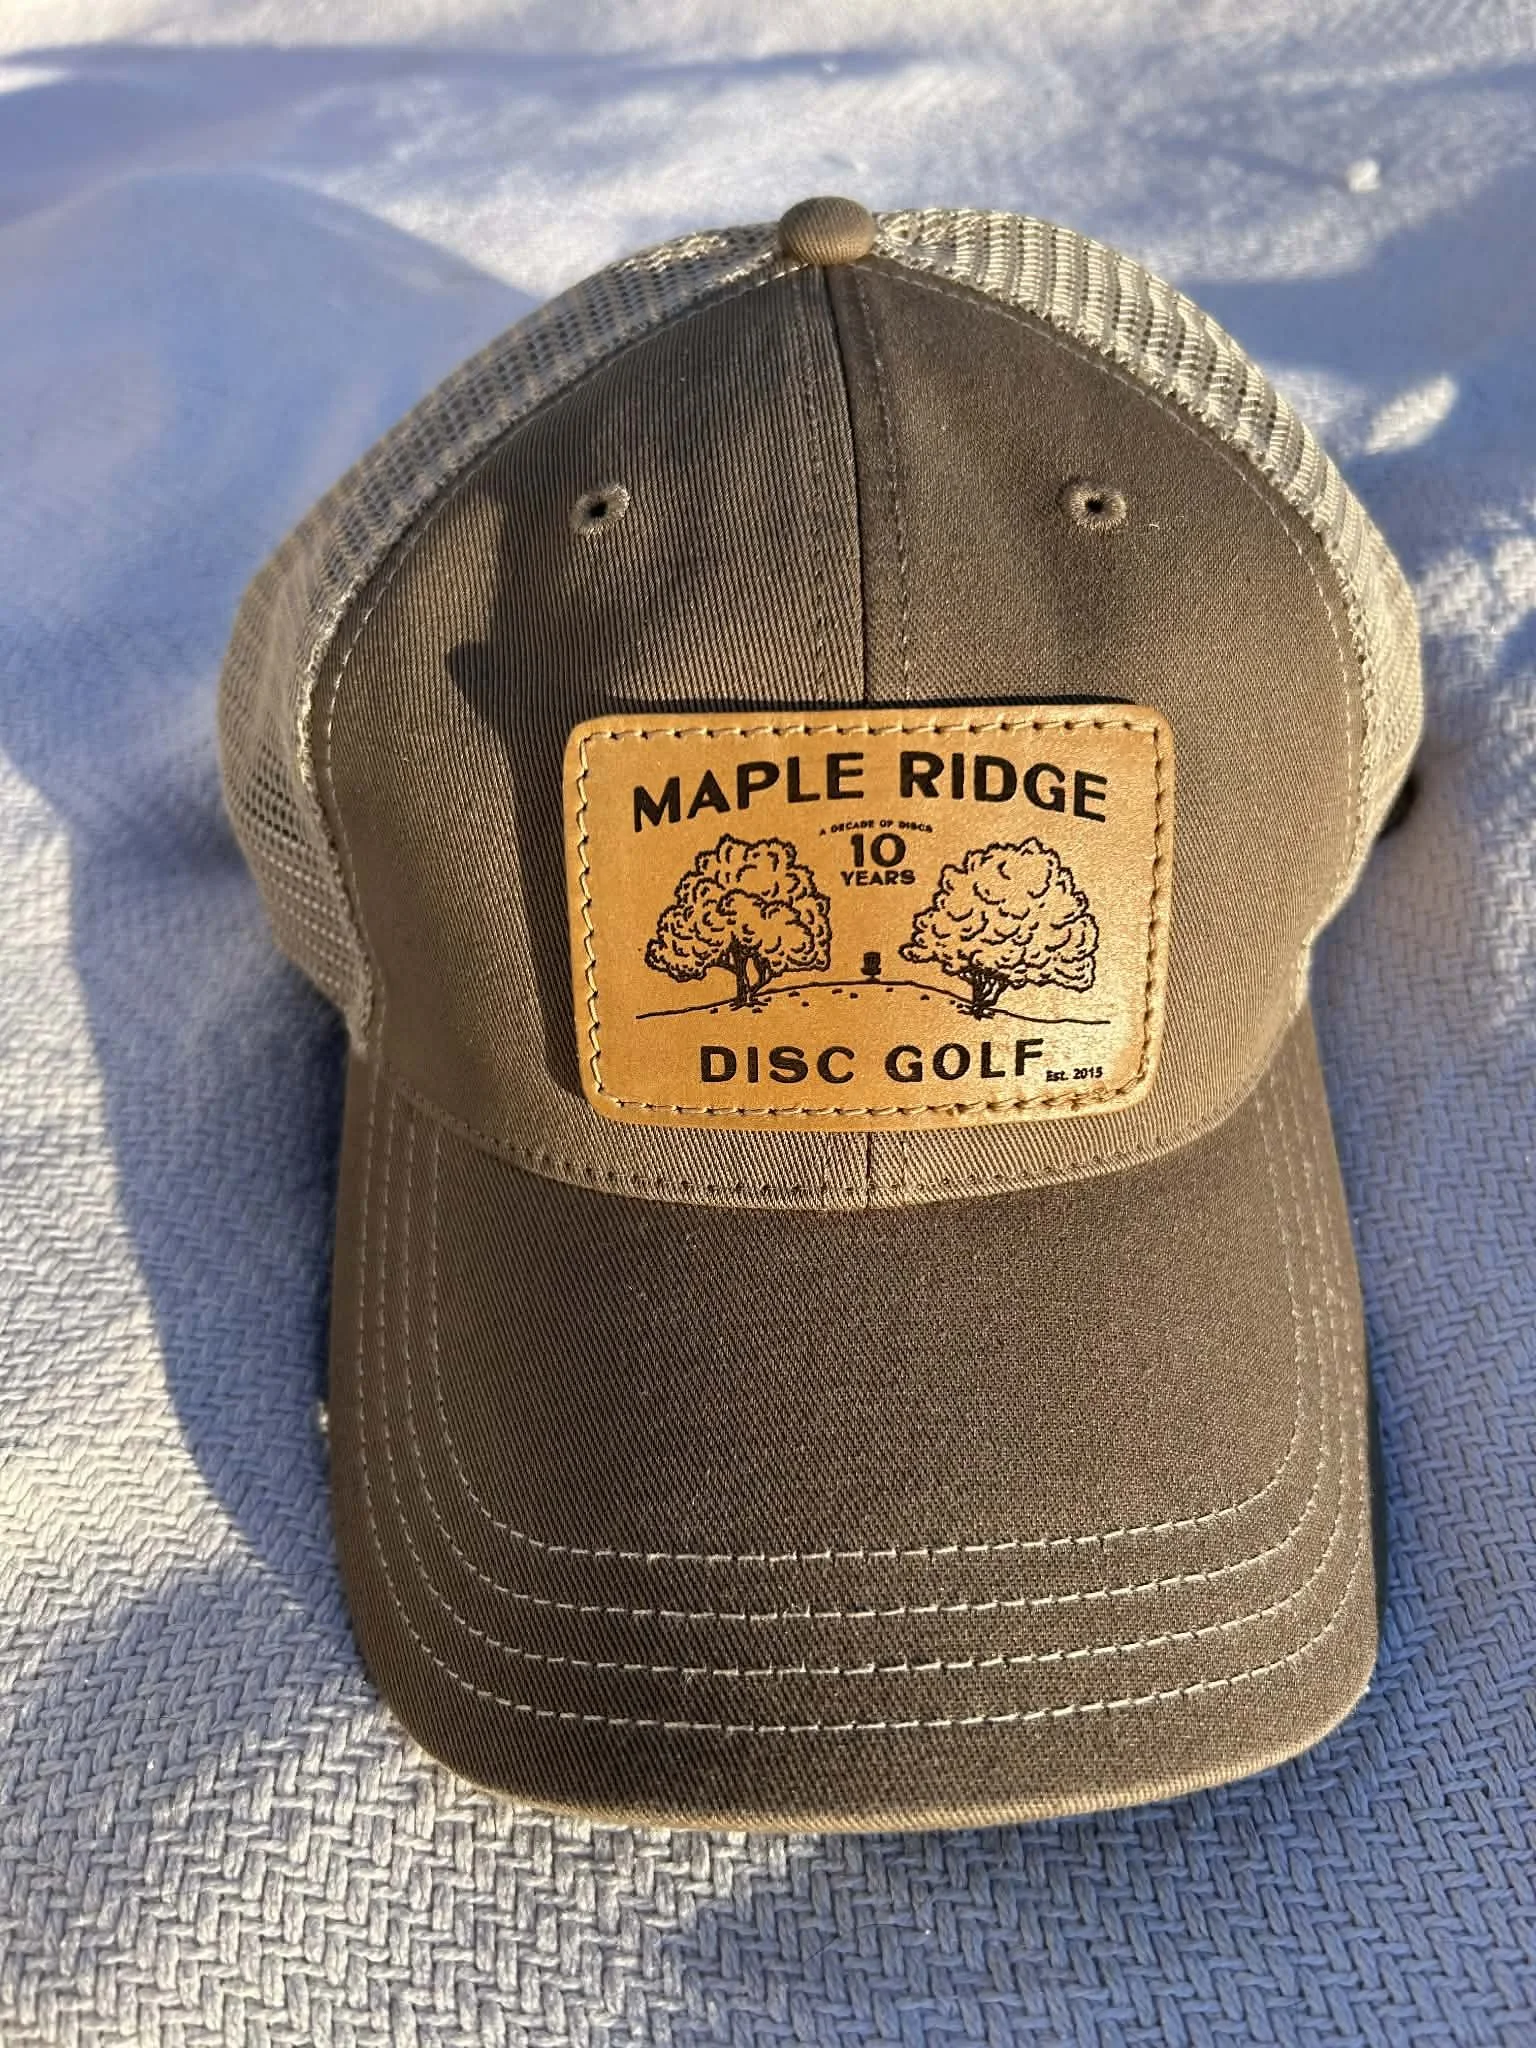 MAPLE RIDGE
A DECADE OF DISCS
10
YEARS
DISC GOLF
Est. 2015